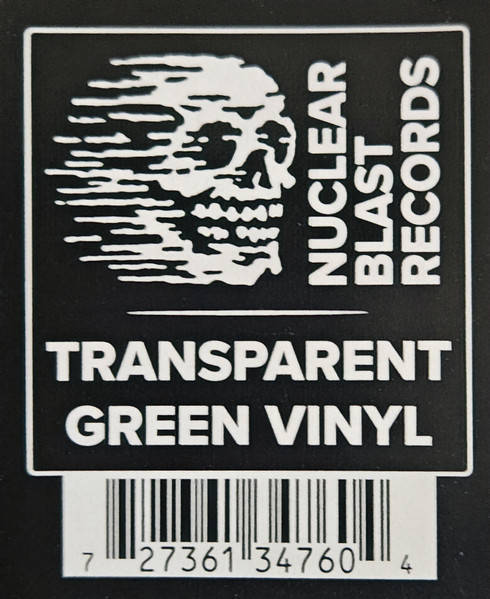 NUCLEAR
BLAST
RECORDS
TRANSPARENT
GREEN VINYL
7 27361 34760 4